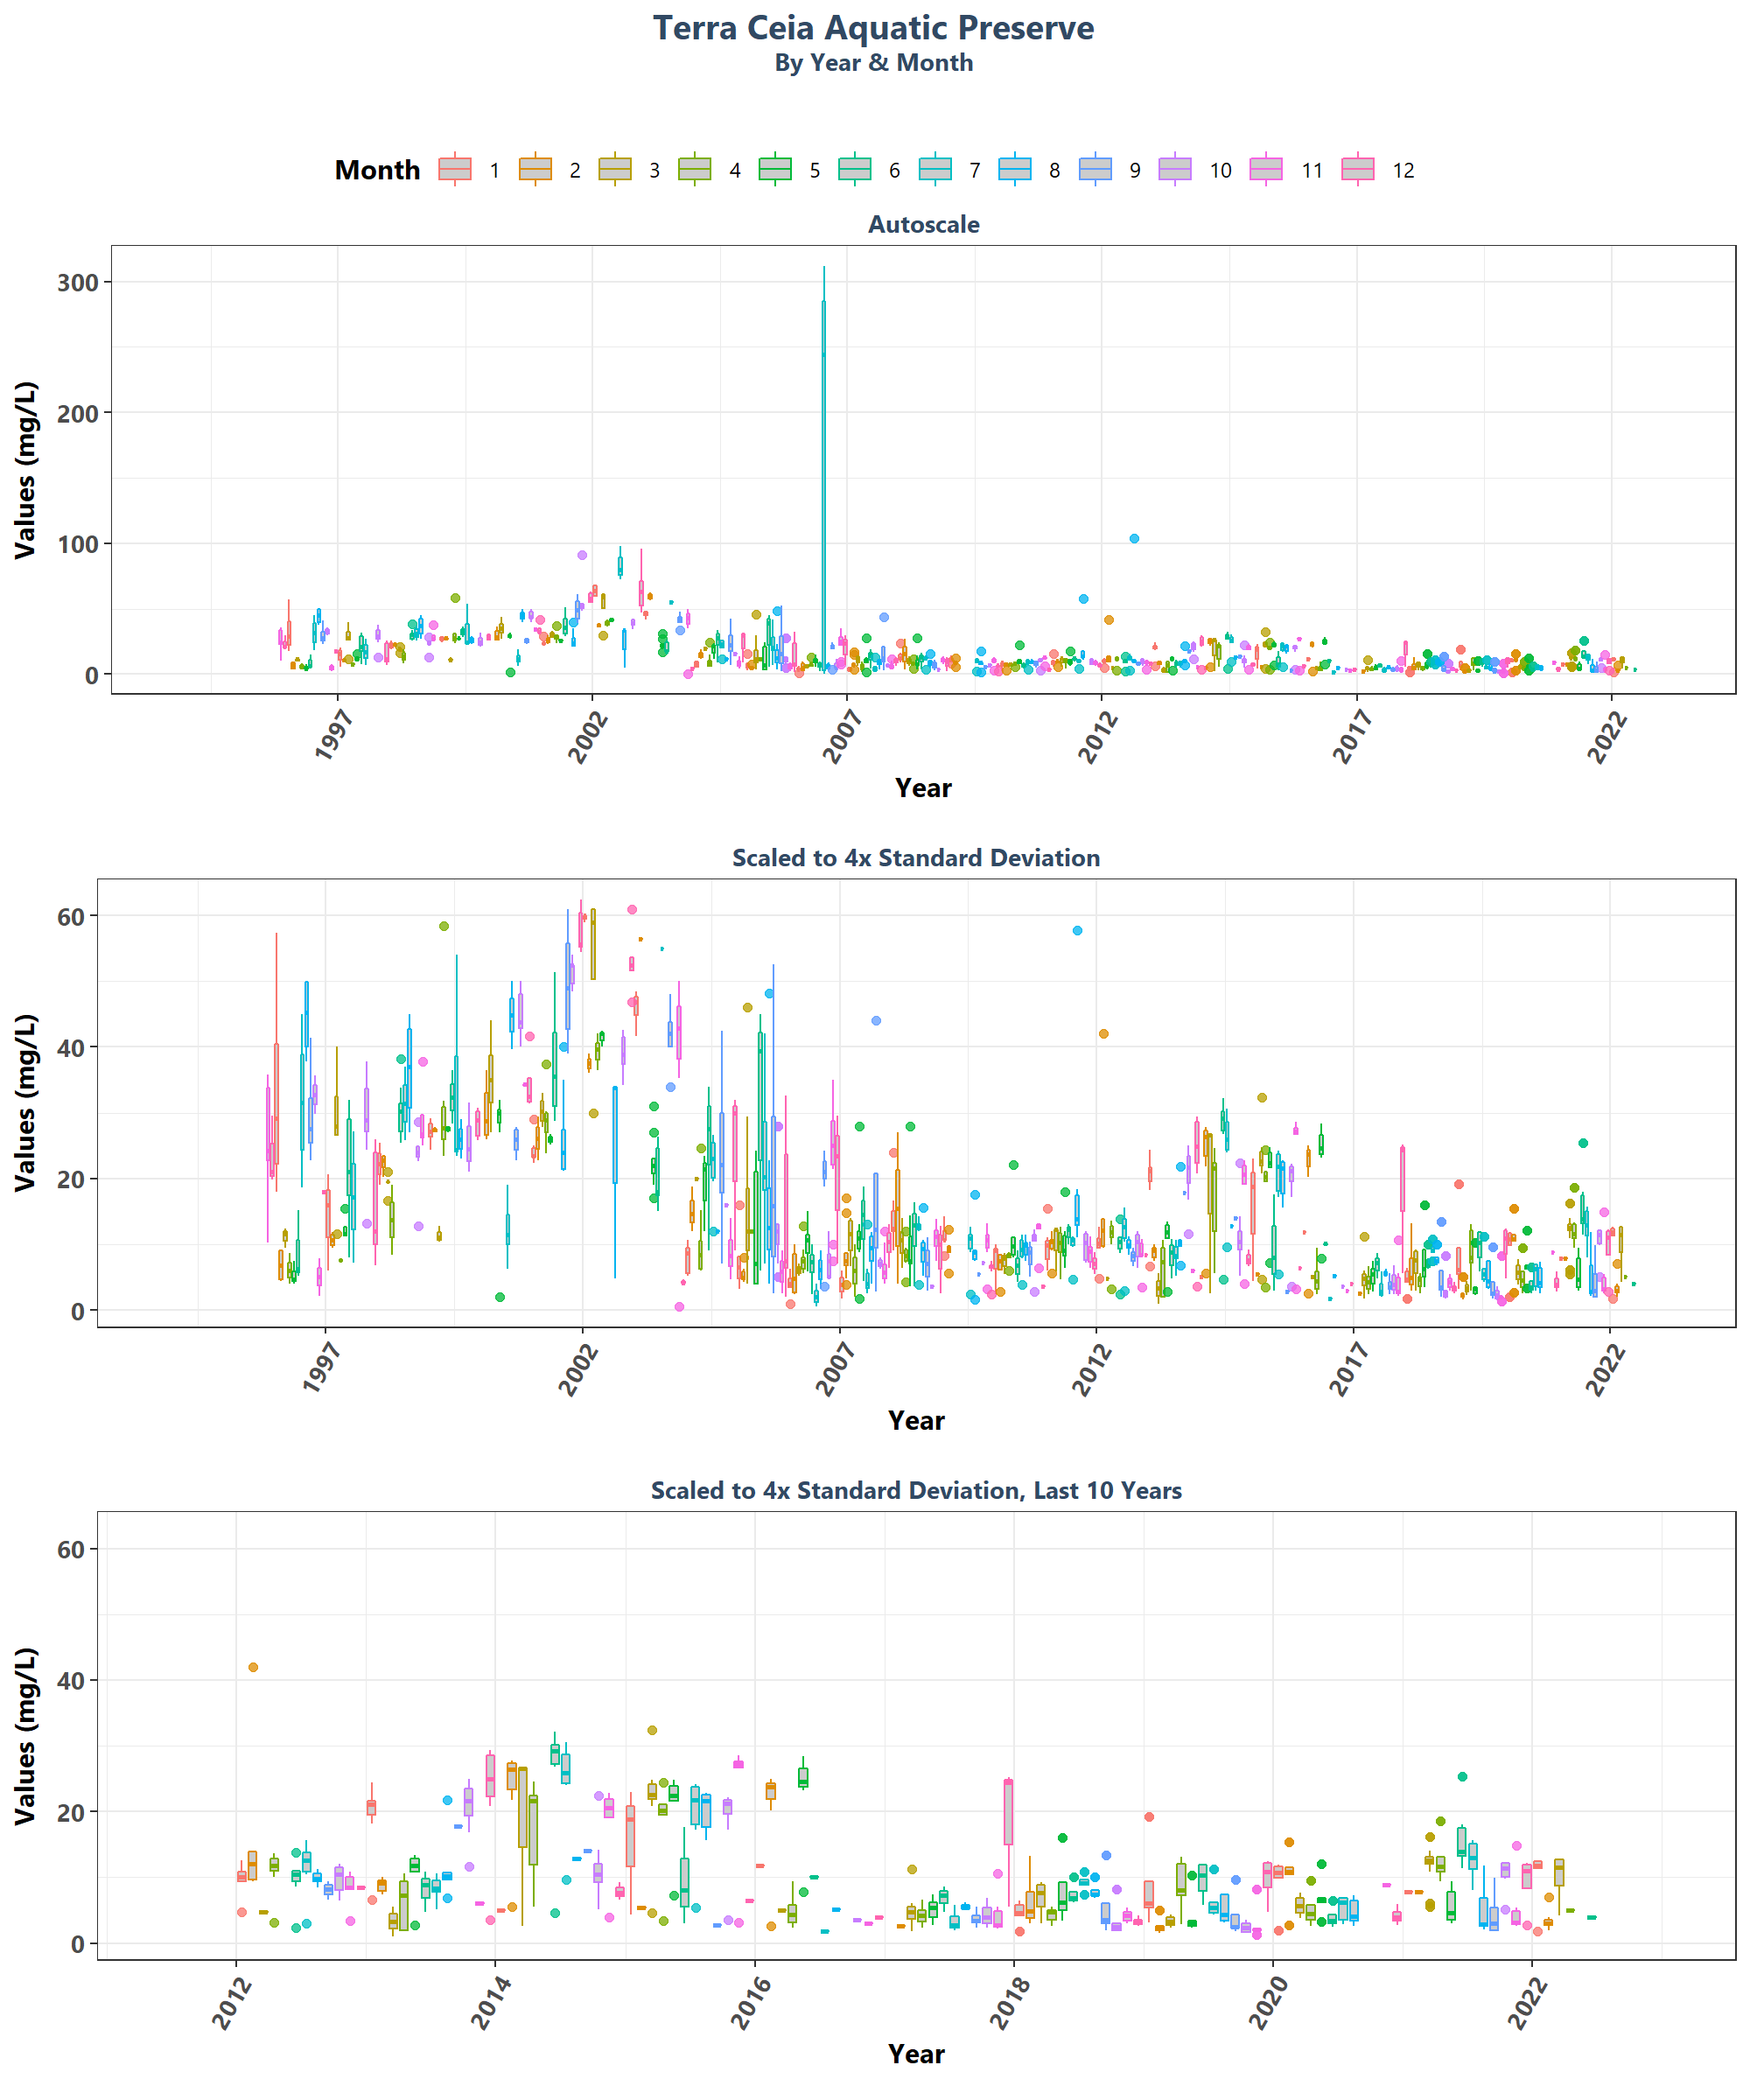 Terra Ceia Aquatic Preserve
By Year & Month
Month 1 2 3 4 5 6 7 8 9 10 11 12
Autoscale
Values (mg/L)
300
200
100
0
1997 2002 2007 2012 2017 2022
Year
Scaled to 4x Standard Deviation
Values (mg/L)
60
40
20
0
1997 2002 2007 2012 2017 2022
Year
Scaled to 4x Standard Deviation, Last 10 Years
Values (mg/L)
60
40
20
0
2012 2014 2016 2018 2020 2022
Year